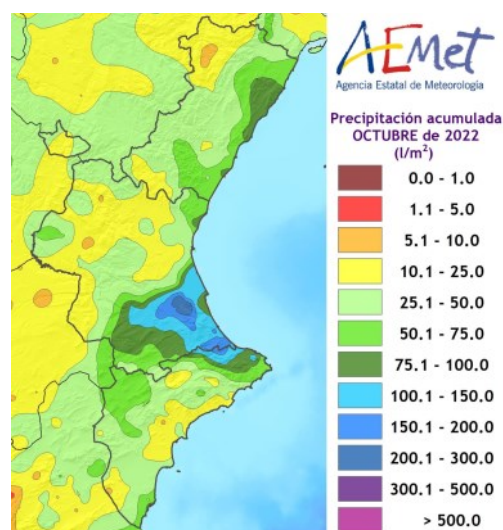 AEmet
Agencia Estatal de Meteorología
Precipitación acumulada
OCTUBRE de 2022
(l/m²)
0.0 - 1.0
1.1 - 5.0
5.1 - 10.0
10.1 - 25.0
25.1 - 50.0
50.1 - 75.0
75.1 - 100.0
100.1 - 150.0
150.1 - 200.0
200.1 - 300.0
300.1 - 500.0
> 500.0